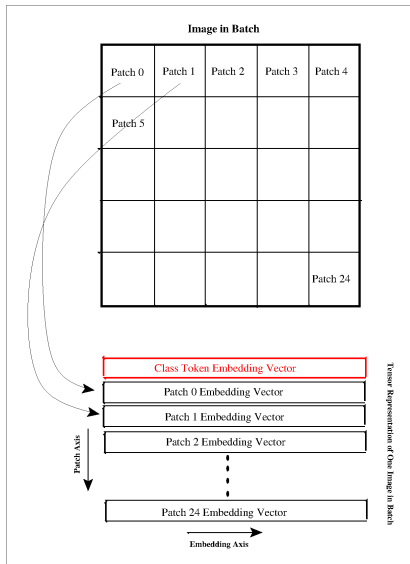 Image in Batch
Patch 0 Patch 1 Patch 2 Patch 3 Patch 4
Patch 5
Patch 24
Class Token Embedding Vector
Patch 0 Embedding Vector
Patch 1 Embedding Vector
Patch 2 Embedding Vector
Patch 24 Embedding Vector
Patch Axis
Embedding Axis
Tensor Representation of One Image in Batch